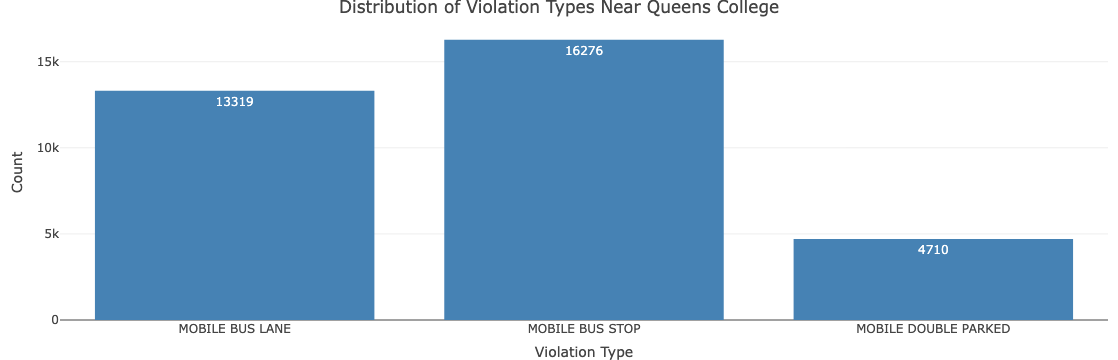 Distribution of Violation Types Near Queens College
Count
15k
10k
5k
0
13319
16276
4710
MOBILE BUS LANE
MOBILE BUS STOP
MOBILE DOUBLE PARKED
Violation Type